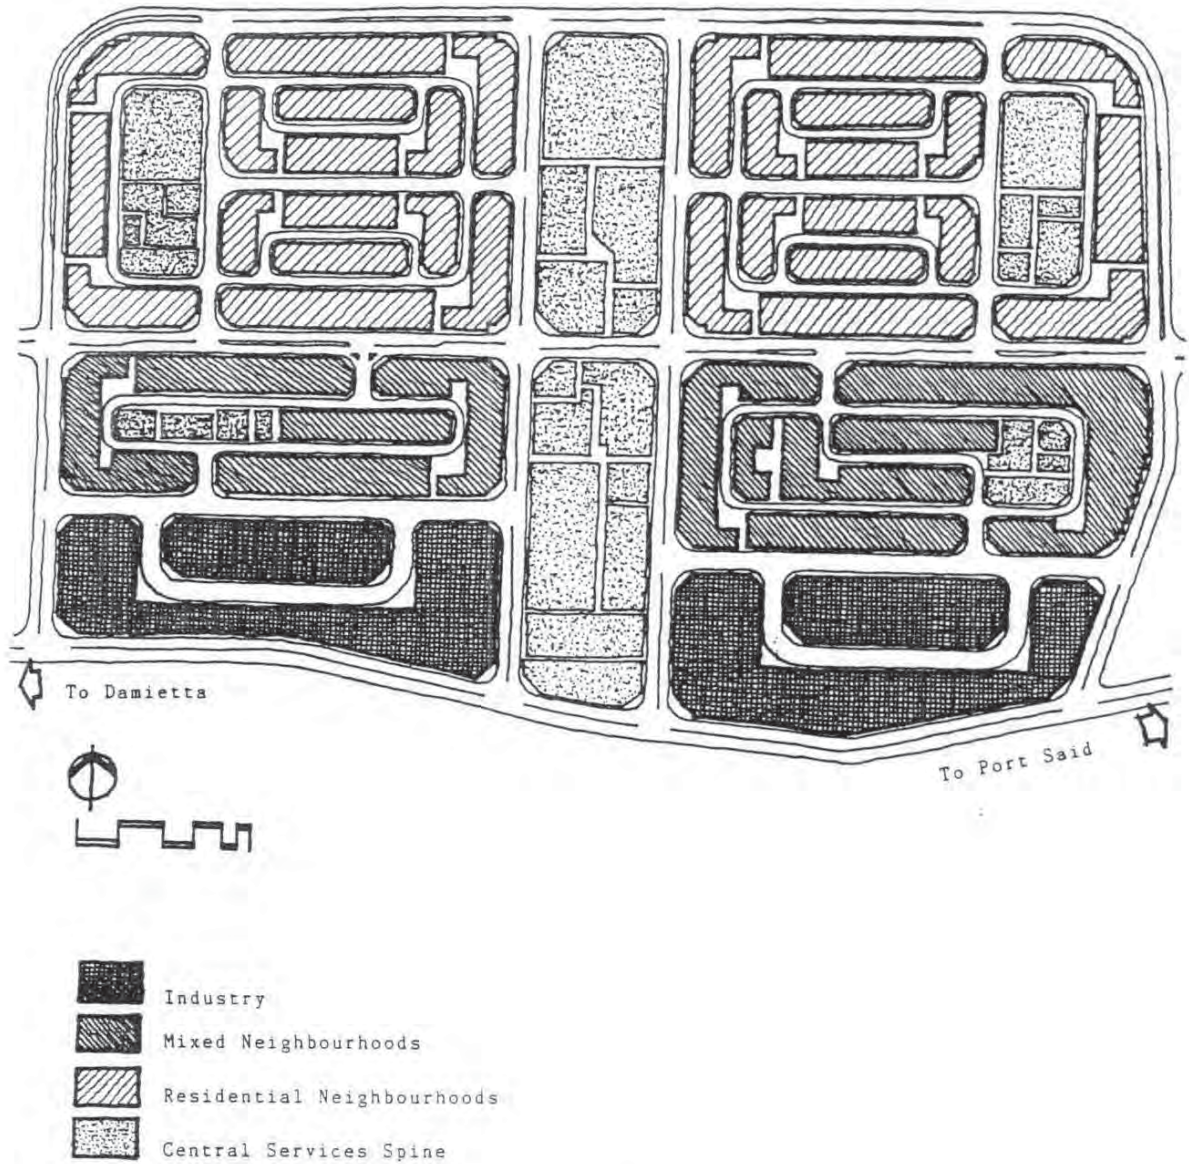 To Damietta
To Port Said
Industry
Mixed Neighbourhoods
Residential Neighbourhoods
Central Services Spine